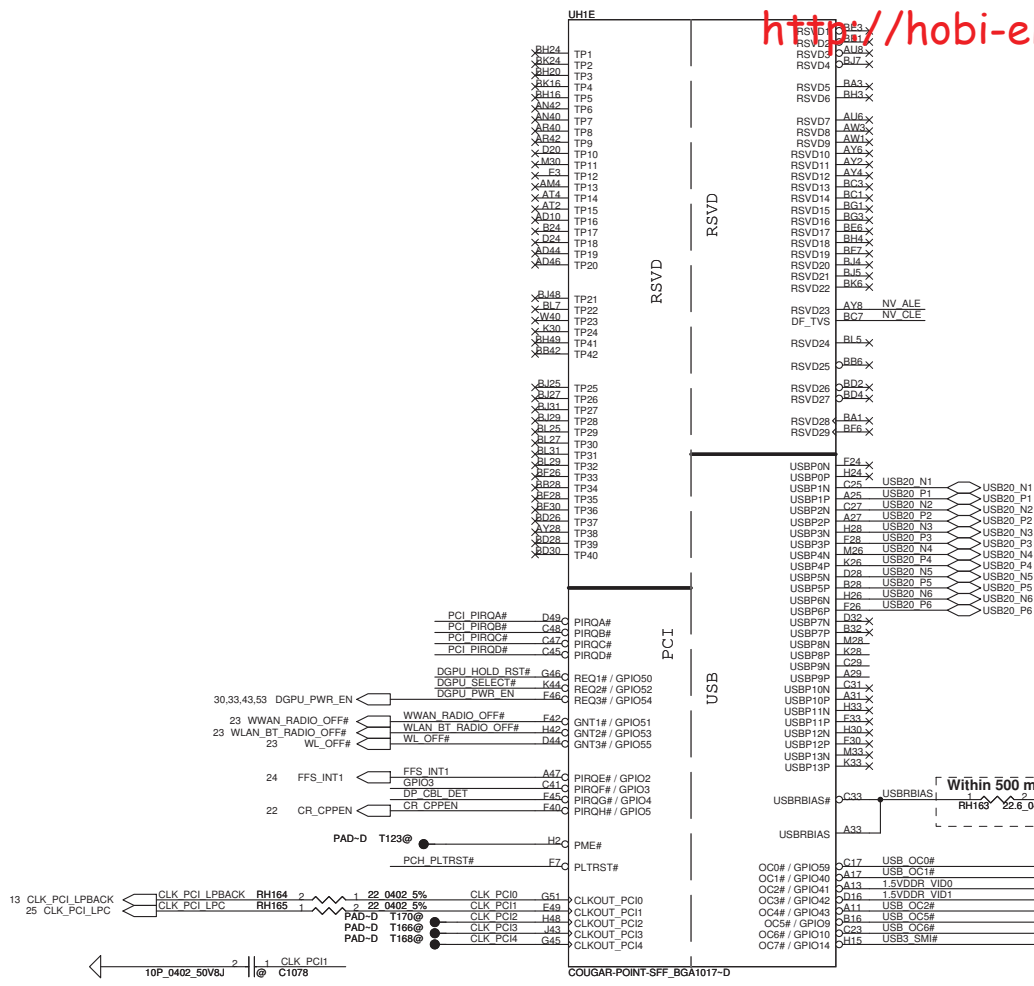 UH1E
http://hobi-e
BH24 TP1
BK24 TP2
BH20 TP3
BK16 TP4
BH16 TP5
AN42 TP6
AN40 TP7
AR40 TP8
AR42 TP9
D20 TP10
M30 TP11
E3 TP12
AM4 TP13
AT4 TP14
AT2 TP15
AD10 TP16
B24 TP17
D24 TP18
AD44 TP19
AD46 TP20
BJ48 TP21
BL7 TP22
W40 TP23
K30 TP24
BH49 TP41
BB42 TP42
BJ25 TP25
BJ27 TP26
BJ31 TP27
BJ29 TP28
BL25 TP29
BL27 TP30
BL31 TP31
BL29 TP32
BF26 TP33
BB28 TP34
BE28 TP35
BF30 TP36
BD26 TP37
AY28 TP38
BD28 TP39
BD30 TP40
RSVD
RSVD
RSVD1
RSVD2
RSVD3 AU8
RSVD4 BJ7
RSVD5 BA3
RSVD6 BH3
RSVD7 AU6
RSVD8 AW3
RSVD9 AW1
RSVD10 AY6
RSVD11 AY2
RSVD12 AY4
RSVD13 BC3
RSVD14 BC1
RSVD15 BG1
RSVD16 BG3
RSVD17 BE6
RSVD18 BH4
RSVD19 BF7
RSVD20 BJ4
RSVD21 BJ5
RSVD22 BK6
RSVD23 AY8 NV_ALE
DF_TVS BC7 NV_CLE
RSVD24 BL5
RSVD25 BB6
RSVD26 BD2
RSVD27 BD4
RSVD28 BA1
RSVD29 BF6
USBP0N F24
USBP0P H24
USBP1N C25 USB20_N1 USB20_N1
USBP1P A25 USB20_P1 USB20_P1
USBP2N C27 USB20_N2 USB20_N2
USBP2P A27 USB20_P2 USB20_P2
USBP3N H28 USB20_N3 USB20_N3
USBP3P F28 USB20_P3 USB20_P3
USBP4N M26 USB20_N4 USB20_N4
USBP4P K26 USB20_P4 USB20_P4
USBP5N D28 USB20_N5 USB20_N5
USBP5P B28 USB20_P5 USB20_P5
USBP6N H26 USB20_N6 USB20_N6
USBP6P F26 USB20_P6 USB20_P6
USBP7N D32
USBP7P B32
USBP8N M28
USBP8P K28
USBP9N C29
USBP9P A29
USBP10N C31
USBP10P A31
USBP11N H33
USBP11P F33
USBP12N H30
USBP12P F30
USBP13N M33
USBP13P K33
PCI
USB
PCI_PIRQA# D49 PIRQA#
PCI_PIRQB# C48 PIRQB#
PCI_PIRQC# C47 PIRQC#
PCI_PIRQD# C45 PIRQD#
DGPU_HOLD_RST# G46 REQ1# / GPIO50
DGPU_SELECT# K44 REQ2# / GPIO52
30,33,43,53 DGPU_PWR_EN DGPU_PWR_EN F46 REQ3# / GPIO54
23 WWAN_RADIO_OFF# WWAN_RADIO_OFF# F42 GNT1# / GPIO51
23 WLAN_BT_RADIO_OFF# WLAN_BT_RADIO_OFF# H42 GNT2# / GPIO53
23 WL_OFF# WL_OFF# D44 GNT3# / GPIO55
24 FFS_INT1 FFS_INT1 A47 PIRQE# / GPIO2
GPIO3 C41 PIRQF# / GPIO3
DP_CBL_DET F45 PIRQG# / GPIO4
22 CR_CPPEN CR_CPPEN F40 PIRQH# / GPIO5
PAD~D T123@ H2 PME#
PCH_PLTRST# F7 PLTRST#
13 CLK_PCI_LPBACK CLK_PCI_LPBACK RH164 2 1 22_0402_5% CLK_PCI0 G51 CLKOUT_PCI0
25 CLK_PCI_LPC CLK_PCI_LPC RH165 2 1 22_0402_5% CLK_PCI1 E49 CLKOUT_PCI1
PAD~D T170@ CLK_PCI2 H48 CLKOUT_PCI2
PAD~D T166@ CLK_PCI3 J43 CLKOUT_PCI3
PAD~D T168@ CLK_PCI4 G45 CLKOUT_PCI4
USBRBIAS# C33 USBRBIAS
Within 500 m
RH163 1 2 22.6_0
USBRBIAS A33
OC0# / GPIO59 C17 USB_OC0#
OC1# / GPIO40 A17 USB_OC1#
OC2# / GPIO41 A13 1.5VDDR_VID0
OC3# / GPIO42 D16 1.5VDDR_VID1
OC4# / GPIO43 A11 USB_OC2#
OC5# / GPIO9 B16 USB_OC5#
OC6# / GPIO10 C23 USB_OC6#
OC7# / GPIO14 H15 USB3_SMI#
2 1 CLK_PCI1
10P_0402_50V8J @ C1078
COUGAR-POINT-SFF_BGA1017~D